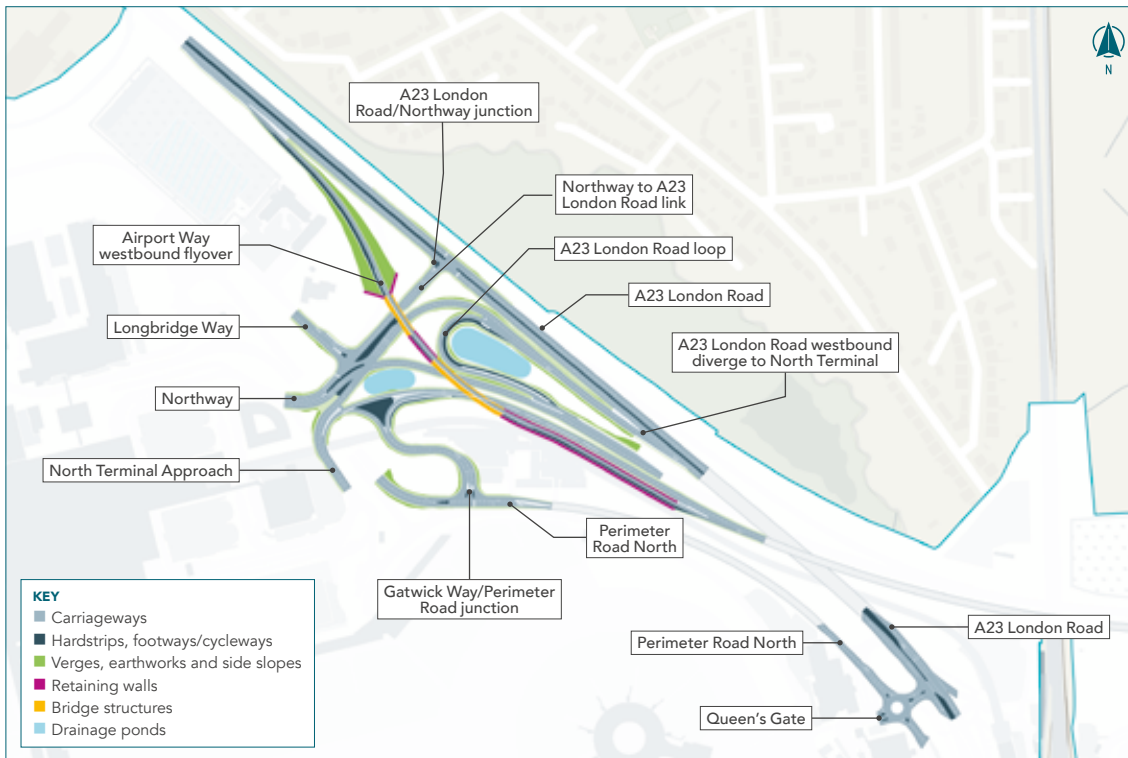 N
A23 London
Road/Northway junction
Northway to A23
London Road link
A23 London Road loop
Airport Way
westbound flyover
A23 London Road
Longbridge Way
A23 London Road westbound
diverge to North Terminal
Northway
North Terminal Approach
Perimeter
Road North
Gatwick Way/Perimeter
Road junction
A23 London Road
Perimeter Road North
Queen's Gate
KEY
Carriageways
Hardstrips, footways/cycleways
Verges, earthworks and side slopes
Retaining walls
Bridge structures
Drainage ponds